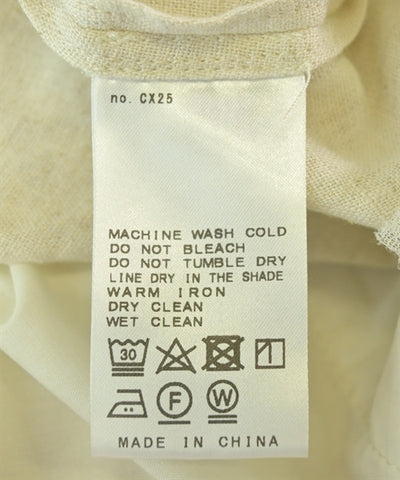 no. CX25
MACHINE WASH COLD
DO NOT BLEACH
DO NOT TUMBLE DRY
LINE DRY IN THE SHADE
WARM IRON
DRY CLEAN
WET CLEAN
30
F W
MADE IN CHINA